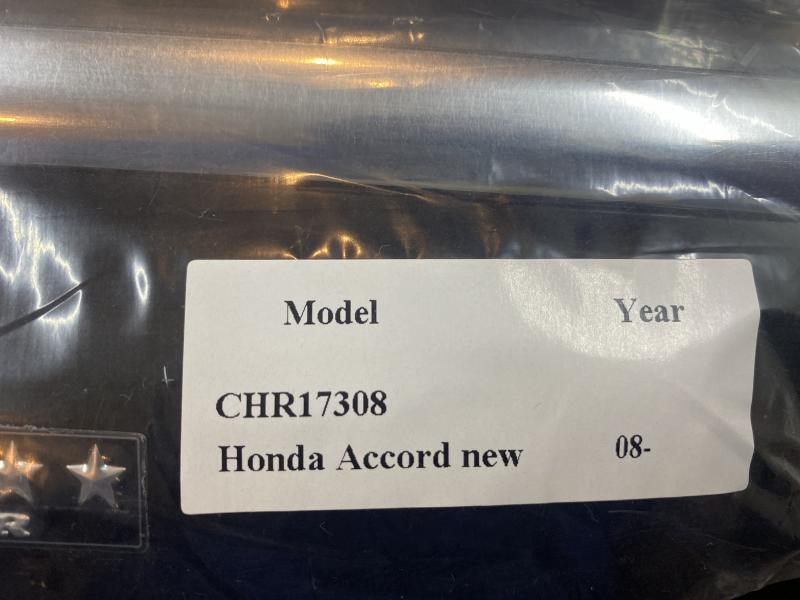 Model Year
CHR17308
Honda Accord new 08-